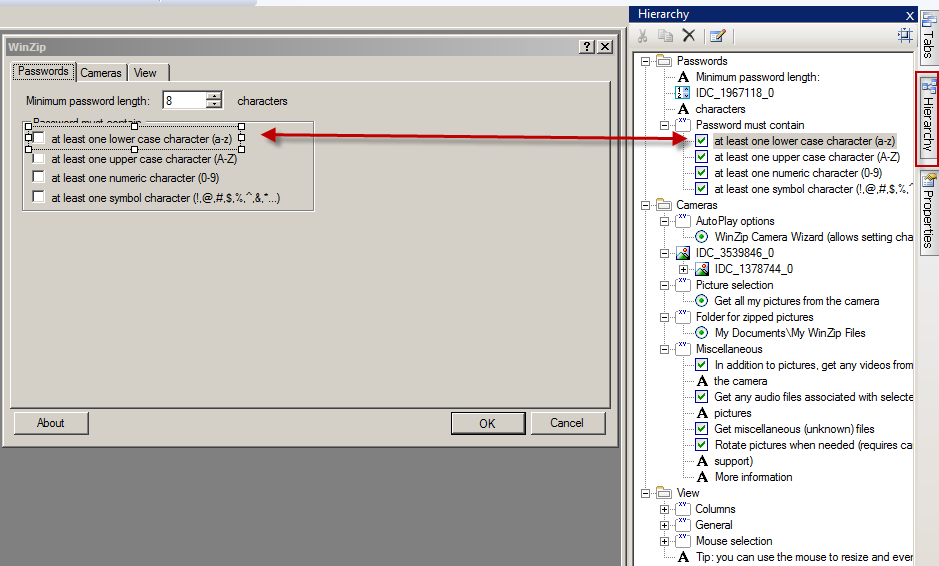 WinZip
Passwords
Cameras
View
Minimum password length:
8
characters
Password must contain
at least one lower case character (a-z)
at least one upper case character (A-Z)
at least one numeric character (0-9)
at least one symbol character (!,@,#,$,%,^,&,*...)
About
OK
Cancel
Hierarchy
Passwords
Minimum password length:
IDC_1967118_0
characters
Password must contain
at least one lower case character (a-z)
at least one upper case character (A-Z)
at least one numeric character (0-9)
at least one symbol character (!,@,#,$,%,^
Cameras
AutoPlay options
WinZip Camera Wizard (allows setting cha
IDC_3539846_0
IDC_1378744_0
Picture selection
Get all my pictures from the camera
Folder for zipped pictures
My Documents\My WinZip Files
Miscellaneous
In addition to pictures, get any videos from
the camera
Get any audio files associated with selecte
pictures
Get miscellaneous (unknown) files
Rotate pictures when needed (requires ca
support)
More information
View
Columns
General
Mouse selection
Tip: you can use the mouse to resize and ever
Tabs
Hierarchy
Properties